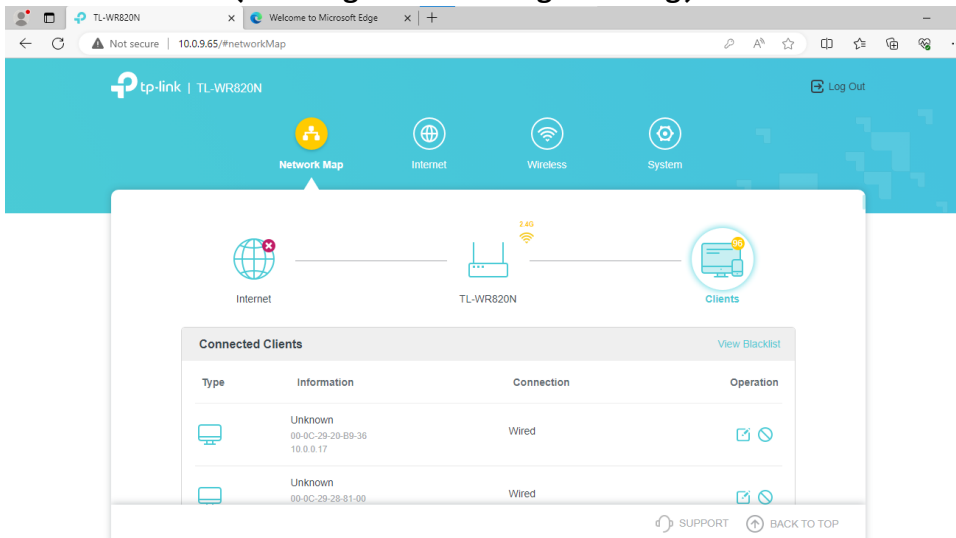 TL-WR820N
Welcome to Microsoft Edge
Not secure 10.0.9.65/#networkMap
tp-link | TL-WR820N
Log Out
Network Map Internet Wireless System
2.4G
96
Internet TL-WR820N Clients
Connected Clients View Blacklist
Type Information Connection Operation
Unknown
00-0C-29-20-B9-36
10.0.0.17
Wired
Unknown
00-0C-29-28-81-00
Wired
SUPPORT BACK TO TOP